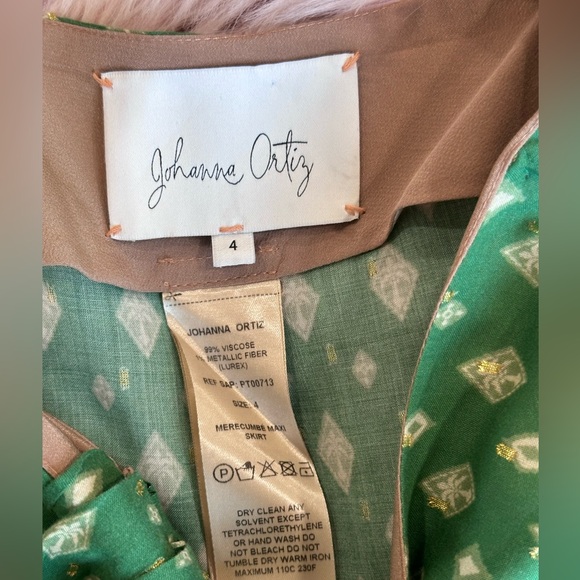 Johanna Ortiz
4
JOHANNA ORTIZ
99% VISCOSE
1% METALLIC FIBER
(LUREX)
REF SAP: PT00713
SIZE: 4
MERECUMBE MAXI
SKIRT
P
DRY CLEAN ANY
SOLVENT EXCEPT
TETRACHLORETHYLENE
OR HAND WASH DO
NOT BLEACH DO NOT
TUMBLE DRY WARM IRON
MAXIMUM 110C 230F